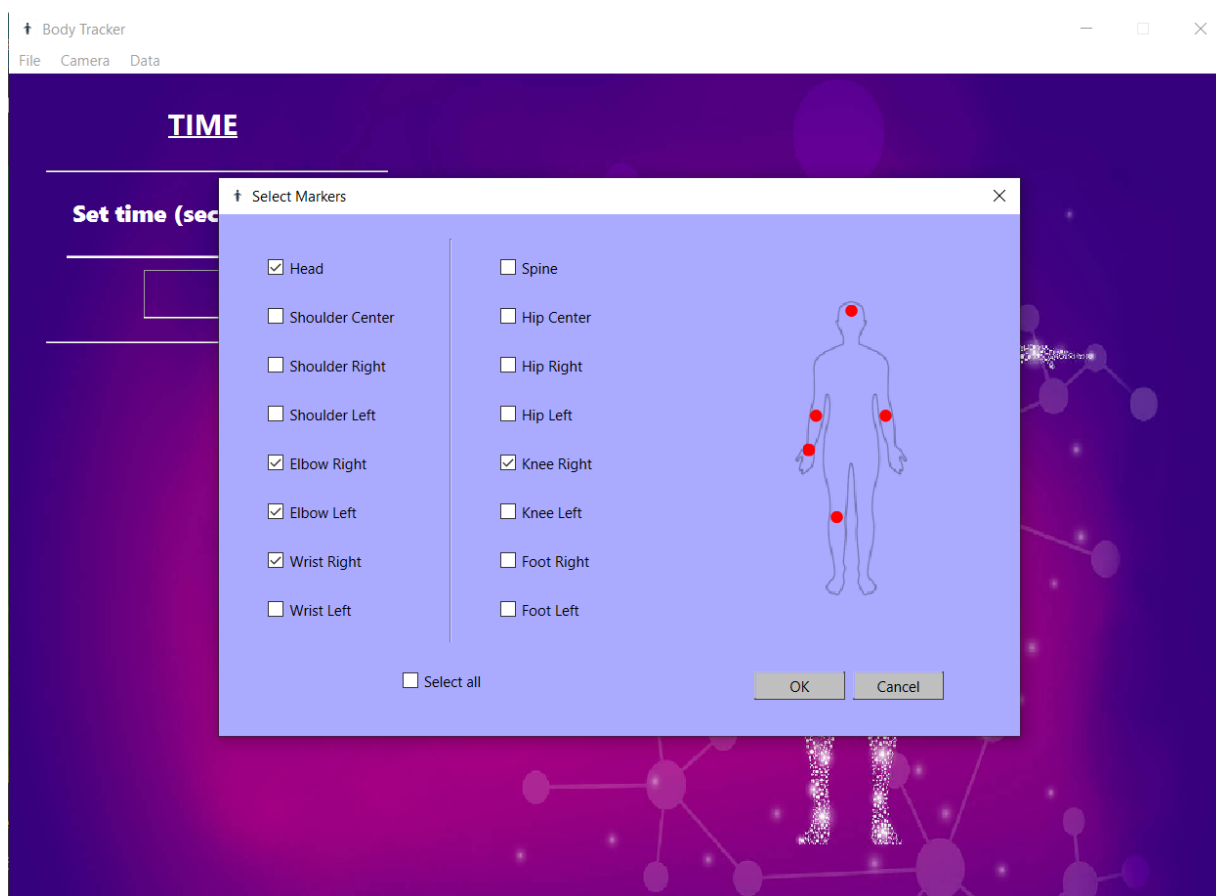 Body Tracker
File Camera Data
TIME
Set time (sec
Select Markers
Head
Shoulder Center
Shoulder Right
Shoulder Left
Elbow Right
Elbow Left
Wrist Right
Wrist Left
Spine
Hip Center
Hip Right
Hip Left
Knee Right
Knee Left
Foot Right
Foot Left
Select all
OK Cancel